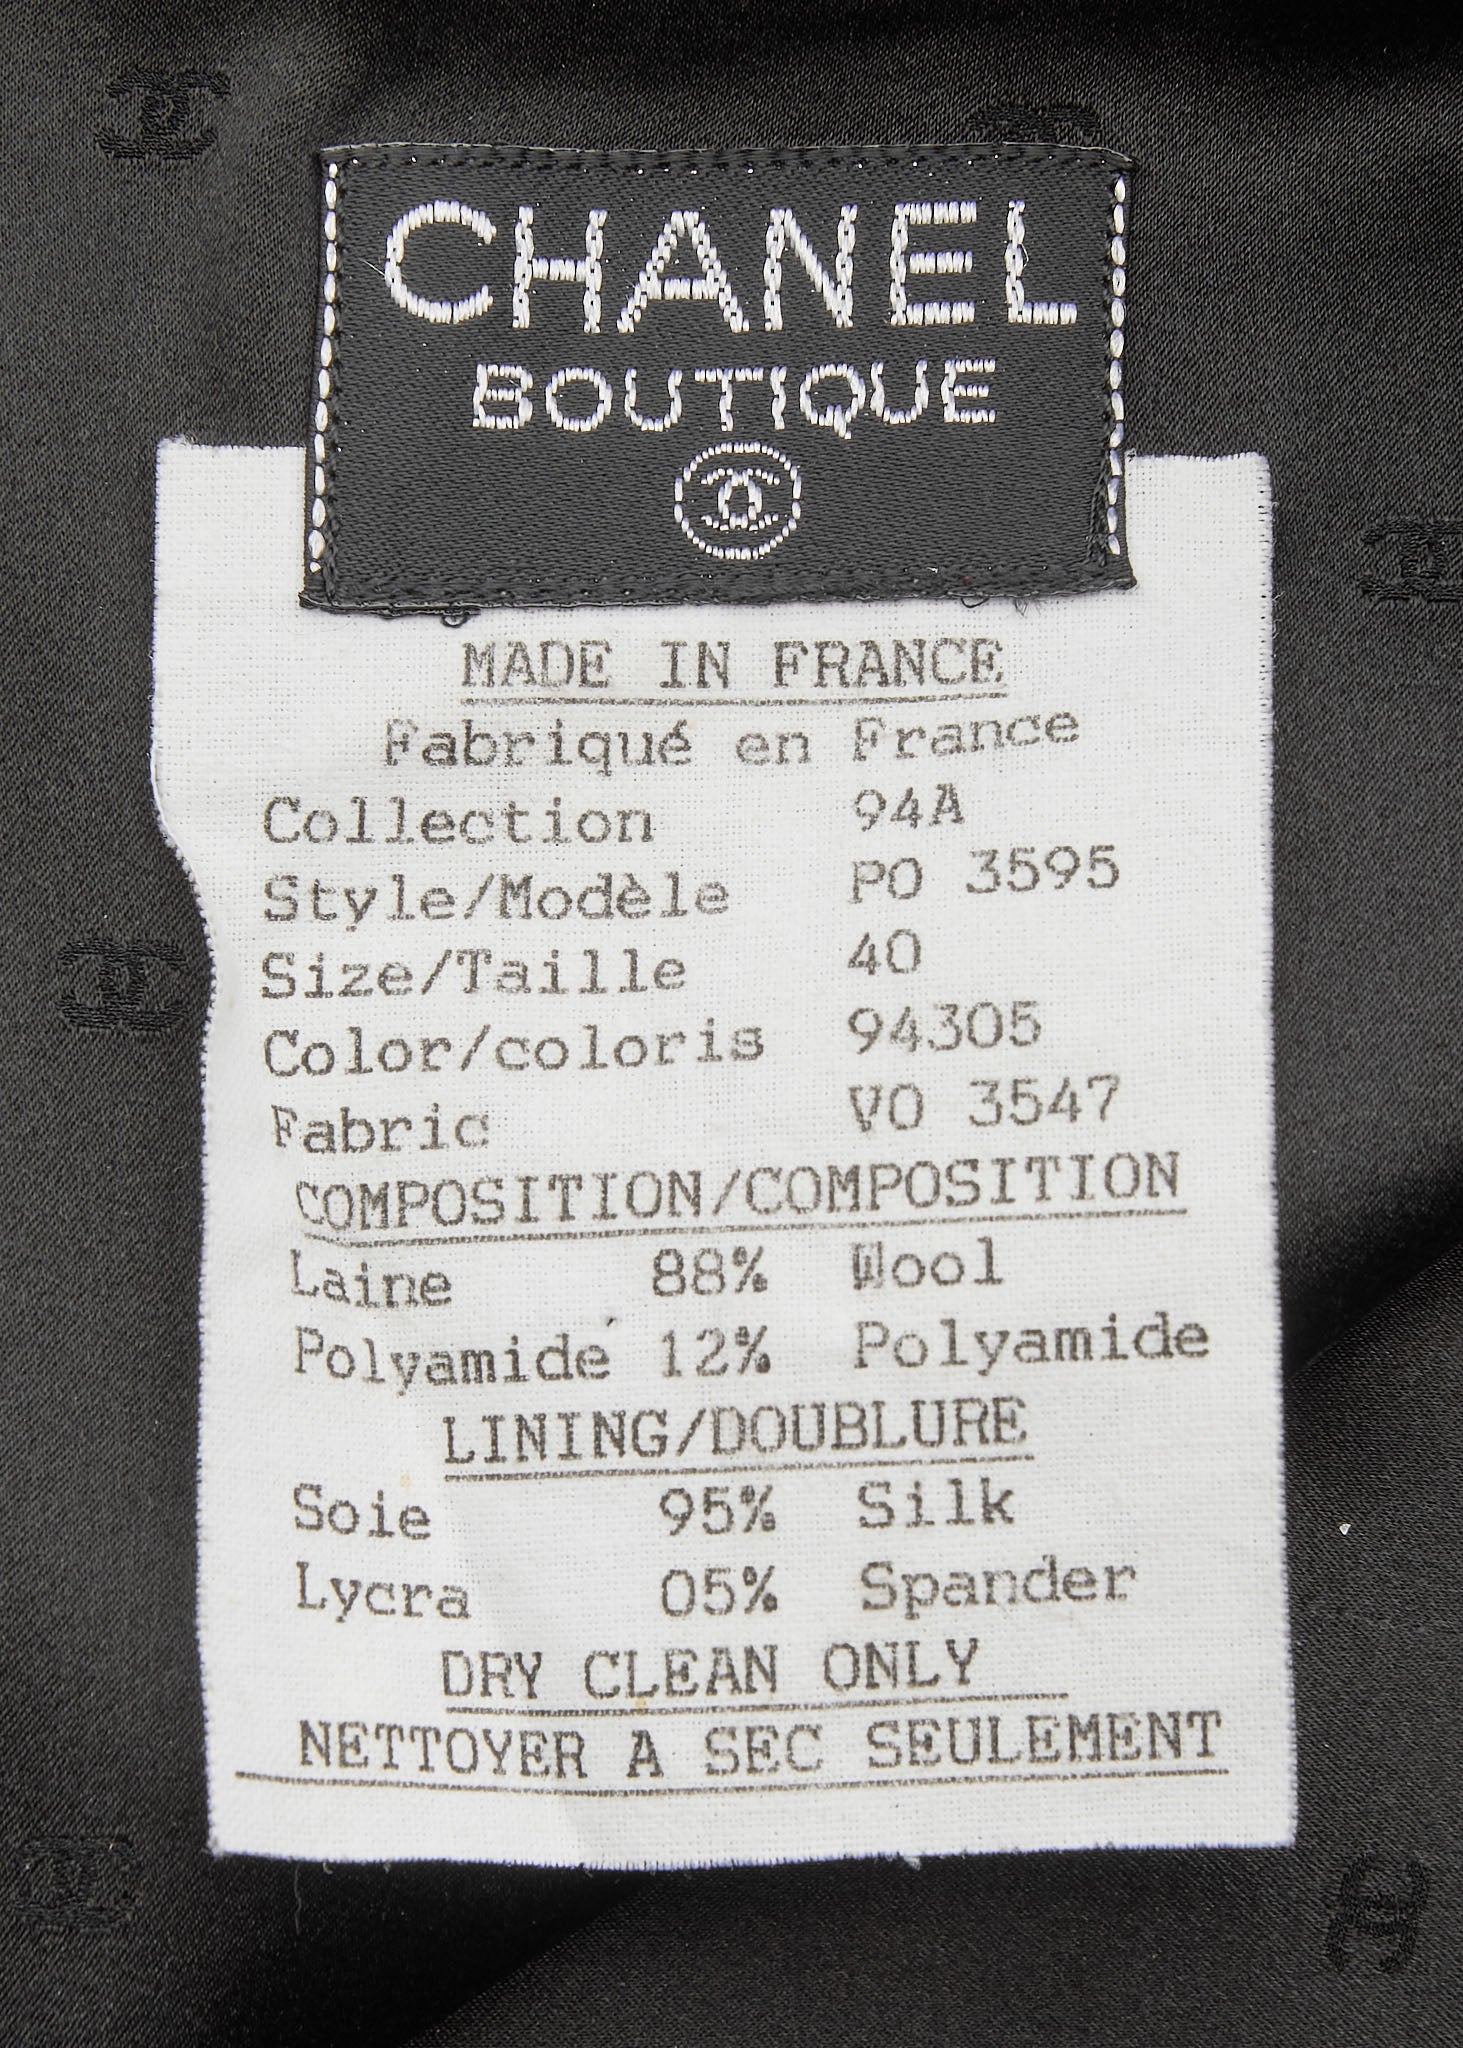 CHANEL
BOUTIQUE
MADE IN FRANCE
Fabriqué en France
Collection 94A
Style/Modèle PO 3595
Size/Taille 40
Color/coloris 94305
Fabric VO 3547
COMPOSITION/COMPOSITION
Laine 88% Wool
Polyamide 12% Polyamide
LINING/DOUBLURE
Soie 95% Silk
Lycra 05% Spander
DRY CLEAN ONLY
NETTOYER A SEC SEULEMENT